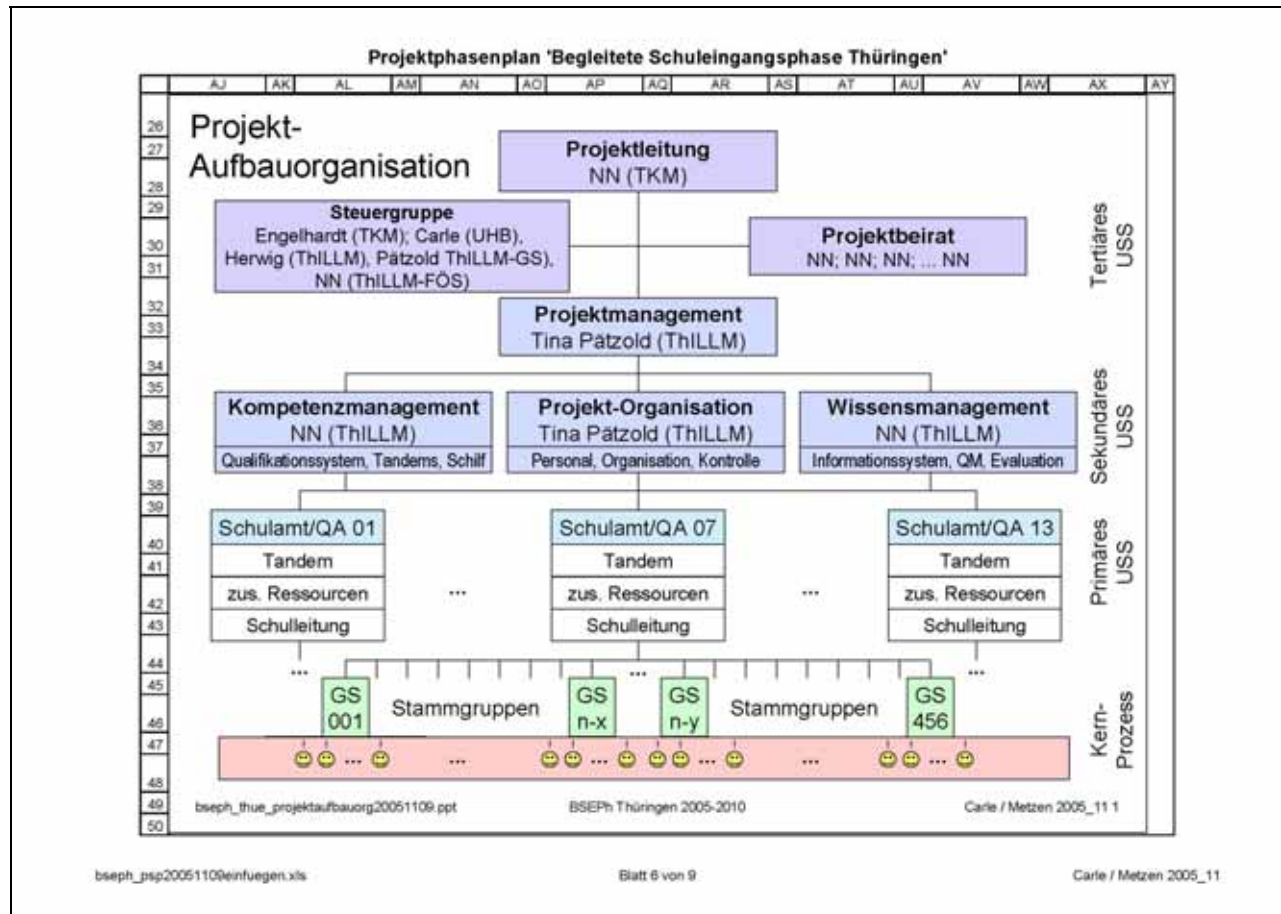 Projektphasenplan 'Begleitete Schuleingangsphase Thüringen'
AJ AK AL AM AN AO AP AQ AR AS AT AU AV AW AX AY
26
27
28
29
30
31
32
33
34
35
36
37
38
39
40
41
42
43
44
45
46
47
48
49
50
Projekt-
Aufbauorganisation
Projektleitung
NN (TKM)
Steuergruppe
Engelhardt (TKM); Carle (UHB),
Herwig (ThILLM), Pätzold ThILLM-GS),
NN (ThILLM-FÖS)
Projektbeirat
NN; NN; NN; ... NN
Tertiäres
USS
Projektmanagement
Tina Pätzold (ThILLM)
Kompetenzmanagement
NN (ThILLM)
Qualifikationssystem, Tandems, Schilf
Projekt-Organisation
Tina Pätzold (ThILLM)
Personal, Organisation, Kontrolle
Wissensmanagement
NN (ThILLM)
Informationssystem, QM, Evaluation
Sekundäres
USS
Schulamt/QA 01
Tandem
zus. Ressourcen
Schulleitung
...
...
Schulamt/QA 07
Tandem
zus. Ressourcen
Schulleitung
...
...
Schulamt/QA 13
Tandem
zus. Ressourcen
Schulleitung
...
Primäres
USS
GS
001
Stammgruppen
GS
n-x
GS
n-y
Stammgruppen
GS
456
Kern-
Prozess
... ... ... ... ... ...
bseph_thue_projektaufbauorg20051109.ppt BSEPh Thüringen 2005-2010 Carle / Metzen 2005_11 1
bseph_psp20051109einfuegen.xls Blatt 6 von 9 Carle / Metzen 2005_11